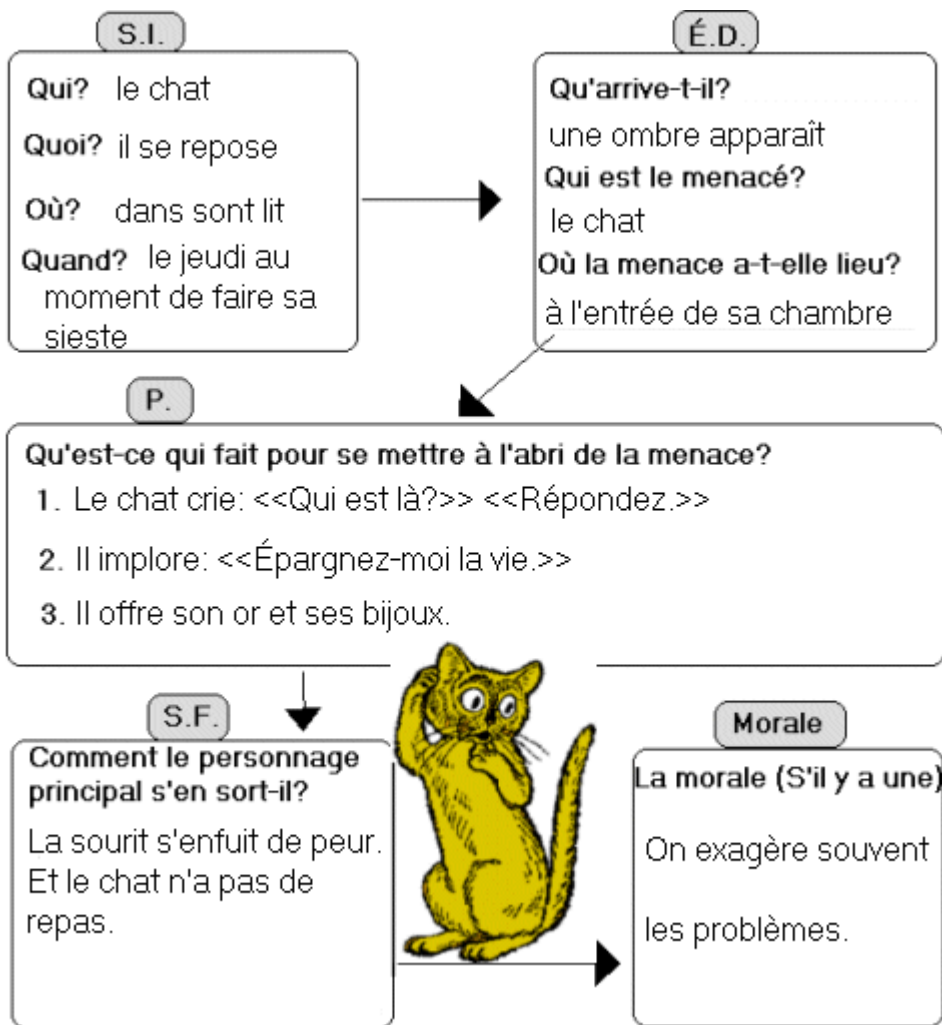 S.I.
Qui? le chat
Quoi? il se repose
Où? dans sont lit
Quand? le jeudi au
moment de faire sa
sieste
É.D.
Qu'arrive-t-il?
une ombre apparaît
Qui est le menacé?
le chat
Où la menace a-t-elle lieu?
à l'entrée de sa chambre
P.
Qu'est-ce qui fait pour se mettre à l'abri de la menace?
1. Le chat crie: <<Qui est là?>> <<Répondez.>>
2. Il implore: <<Épargnez-moi la vie.>>
3. Il offre son or et ses bijoux.
S.F.
Comment le personnage
principal s'en sort-il?
La sourit s'enfuit de peur.
Et le chat n'a pas de
repas.
Morale
La morale (S'il y a une)
On exagère souvent
les problèmes.